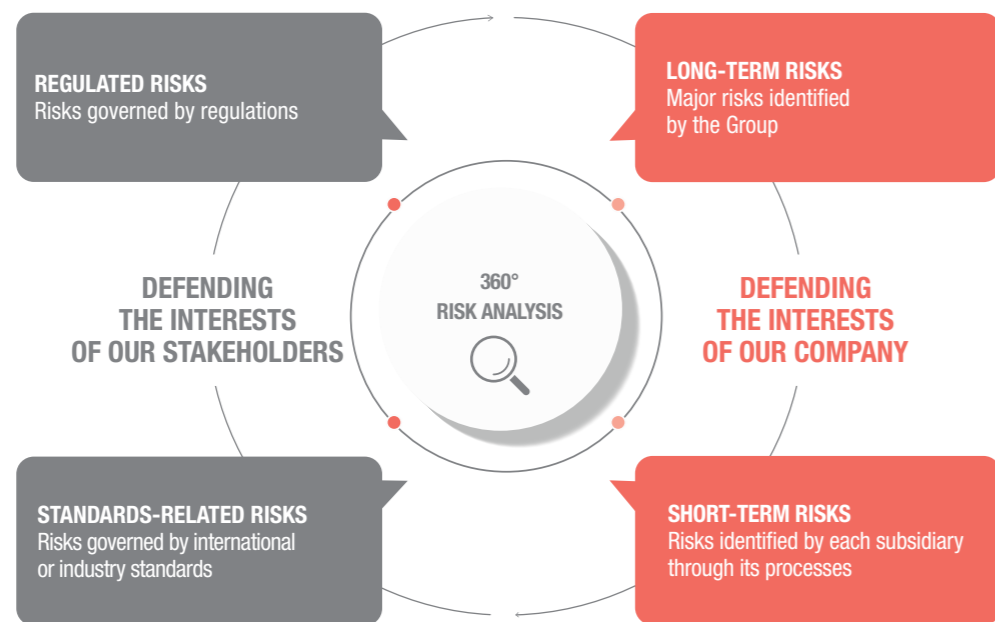 REGULATED RISKS
Risks governed by regulations
LONG-TERM RISKS
Major risks identified
by the Group
DEFENDING
THE INTERESTS
OF OUR STAKEHOLDERS
360°
RISK ANALYSIS
DEFENDING
THE INTERESTS
OF OUR COMPANY
STANDARDS-RELATED RISKS
Risks governed by international
or industry standards
SHORT-TERM RISKS
Risks identified by each subsidiary
through its processes